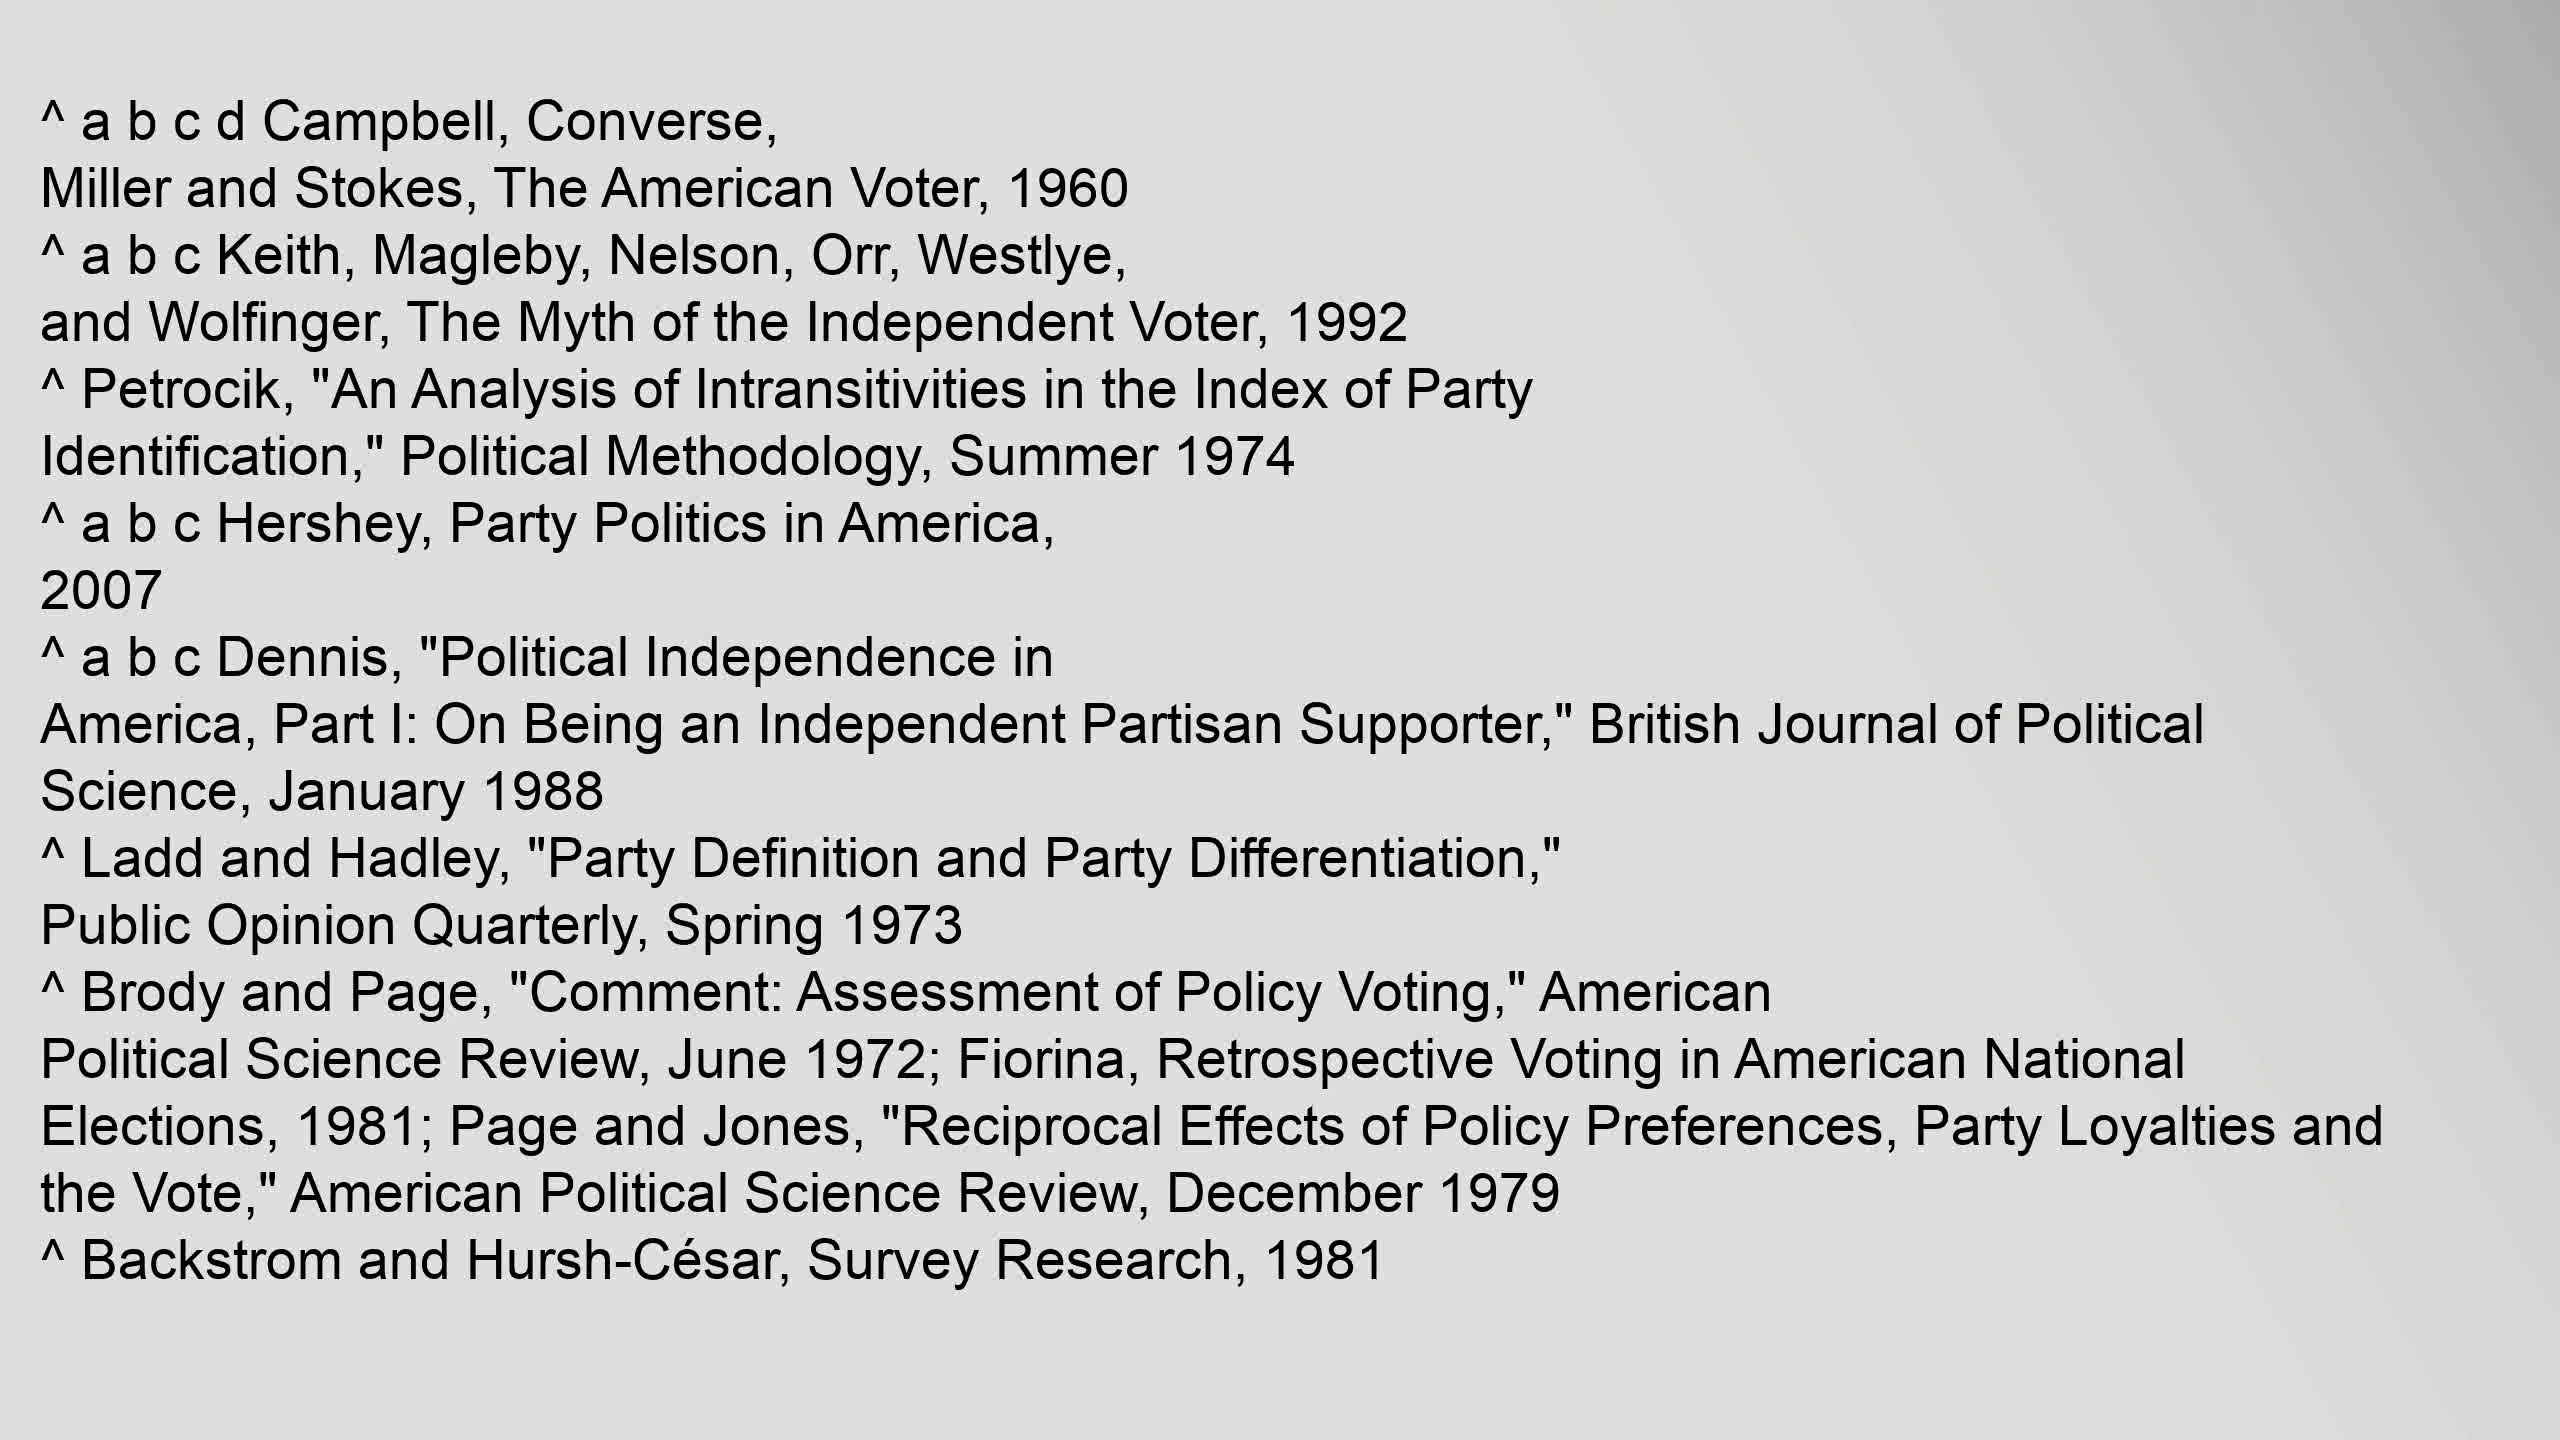 ^ a b c d Campbell, Converse,
Miller and Stokes, The American Voter, 1960
^ a b c Keith, Magleby, Nelson, Orr, Westlye,
and Wolfinger, The Myth of the Independent Voter, 1992
^ Petrocik, "An Analysis of Intransitivities in the Index of Party
Identification," Political Methodology, Summer 1974
^ a b c Hershey, Party Politics in America,
2007
^ a b c Dennis, "Political Independence in
America, Part I: On Being an Independent Partisan Supporter," British Journal of Political
Science, January 1988
^ Ladd and Hadley, "Party Definition and Party Differentiation,"
Public Opinion Quarterly, Spring 1973
^ Brody and Page, "Comment: Assessment of Policy Voting," American
Political Science Review, June 1972; Fiorina, Retrospective Voting in American National
Elections, 1981; Page and Jones, "Reciprocal Effects of Policy Preferences, Party Loyalties and
the Vote," American Political Science Review, December 1979
^ Backstrom and Hursh-César, Survey Research, 1981